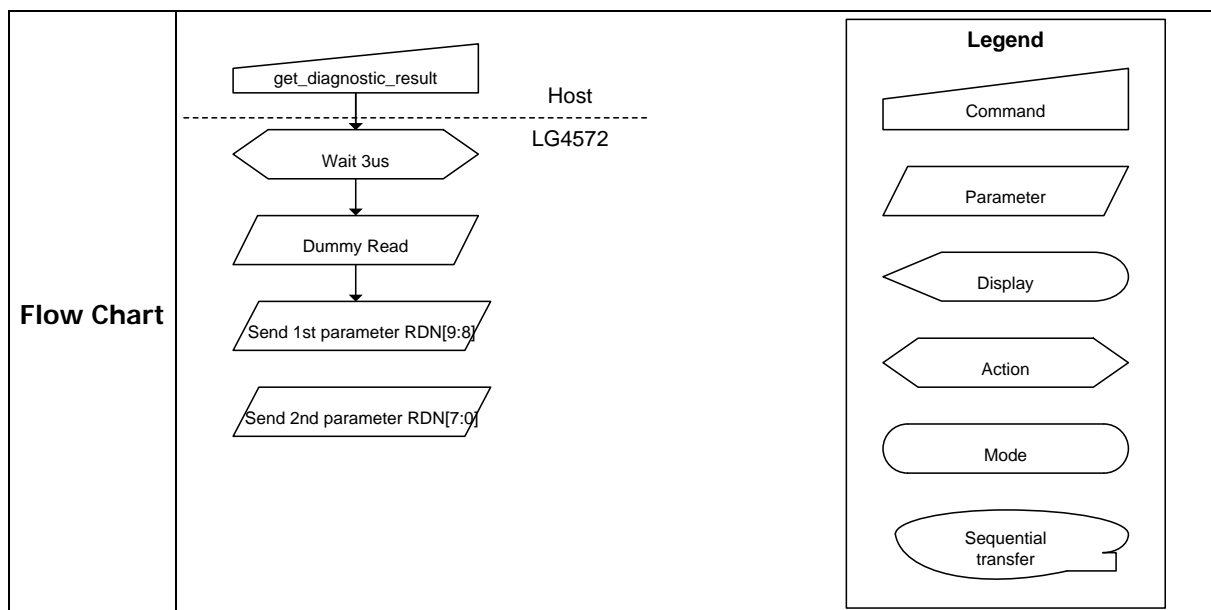 Flow Chart
get_diagnostic_result
Host
LG4572
Wait 3us
Dummy Read
Send 1st parameter RDN[9:8]
Send 2nd parameter RDN[7:0]
Legend
Command
Parameter
Display
Action
Mode
Sequential
transfer